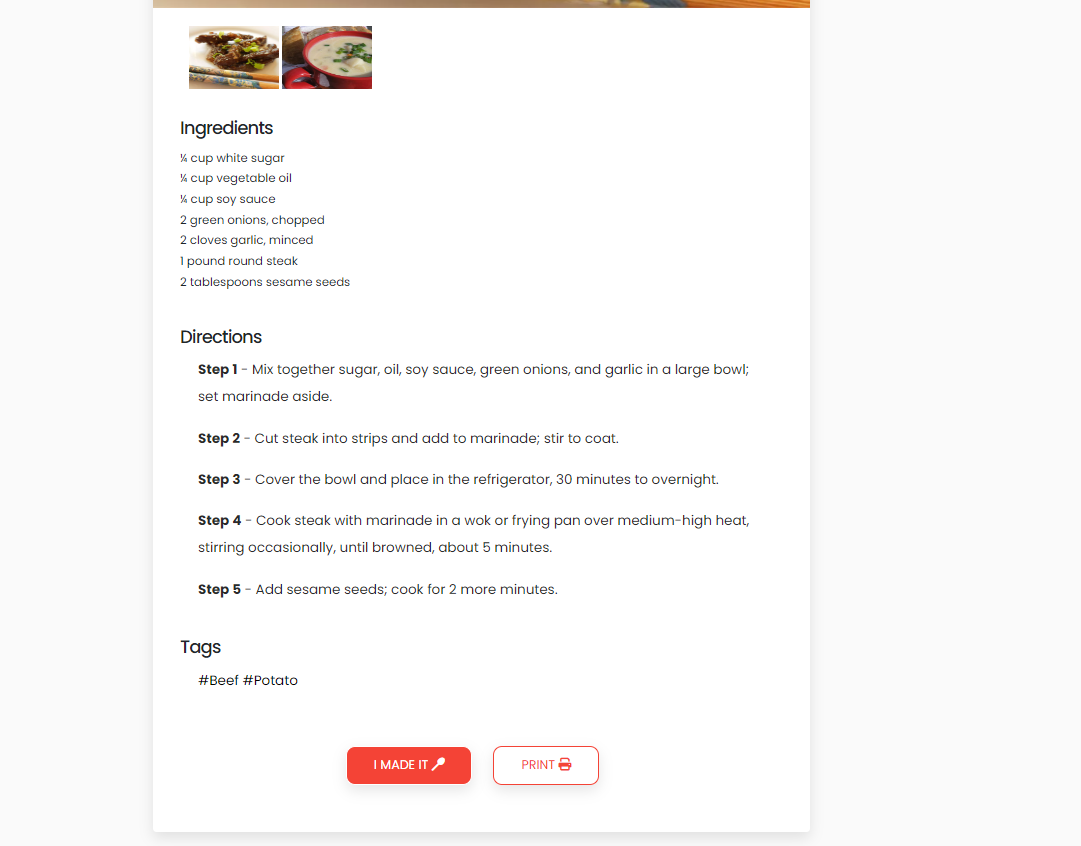 Ingredients
¼ cup white sugar
¼ cup vegetable oil
¼ cup soy sauce
2 green onions, chopped
2 cloves garlic, minced
1 pound round steak
2 tablespoons sesame seeds
Directions
Step 1 - Mix together sugar, oil, soy sauce, green onions, and garlic in a large bowl;
set marinade aside.
Step 2 - Cut steak into strips and add to marinade; stir to coat.
Step 3 - Cover the bowl and place in the refrigerator, 30 minutes to overnight.
Step 4 - Cook steak with marinade in a wok or frying pan over medium-high heat,
stirring occasionally, until browned, about 5 minutes.
Step 5 - Add sesame seeds; cook for 2 more minutes.
Tags
#Beef #Potato
I MADE IT
PRINT